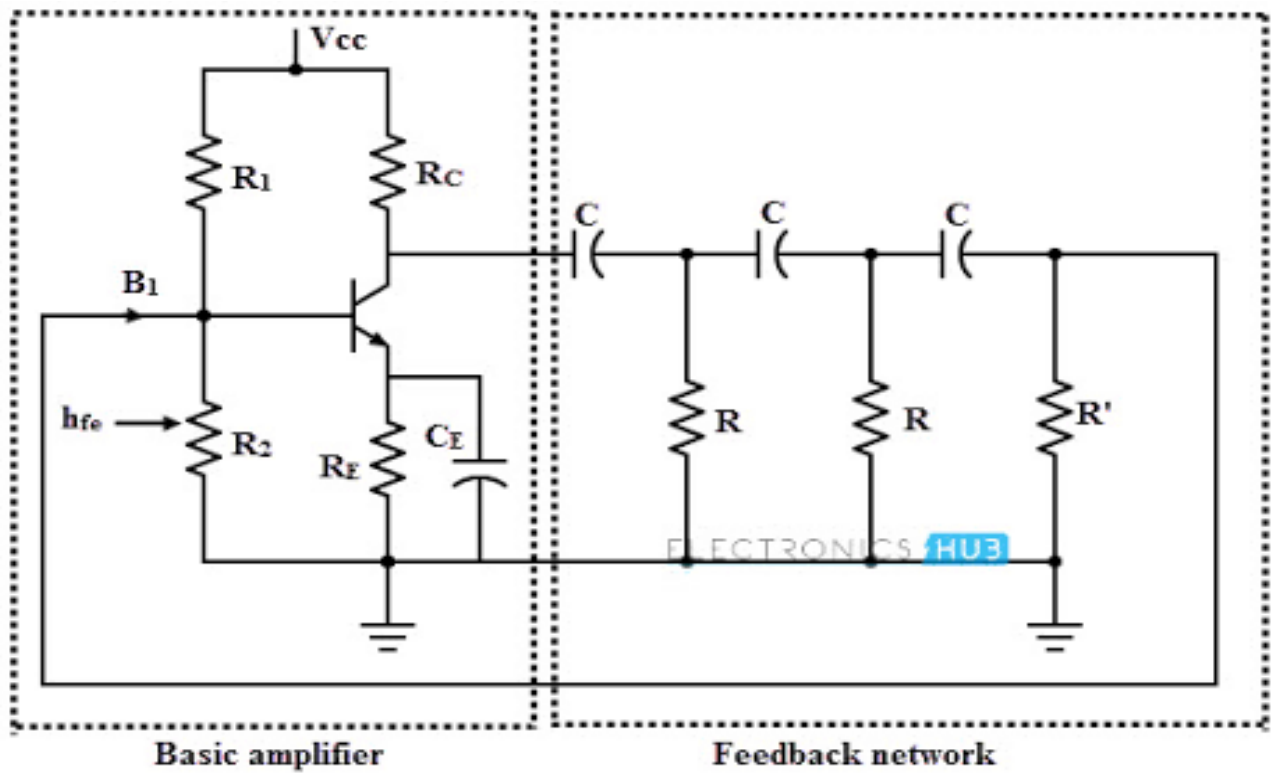 Vcc
R1
RC
C
C
C
B1
hfe
R2
RE
CE
R
R
R'
ELECTRONICS HUB
Basic amplifier
Feedback network